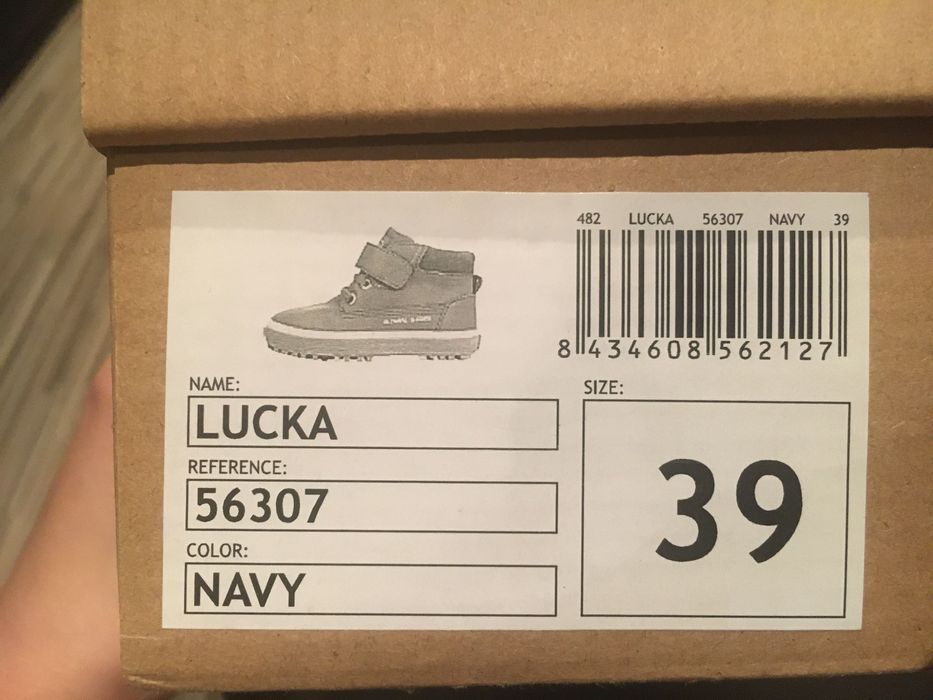 482 LUCKA 56307 NAVY 39
8 434608 562127
NAME:
LUCKA
REFERENCE:
56307
COLOR:
NAVY
SIZE:
39